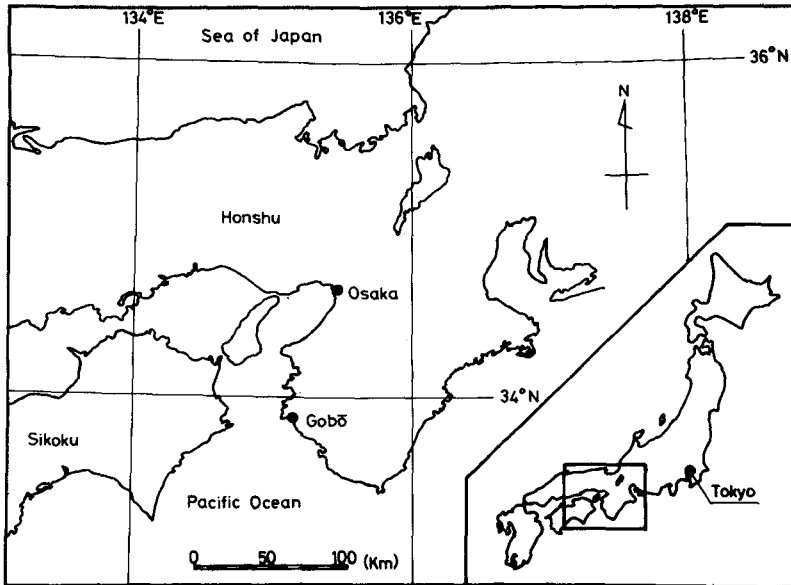 134°E 136°E 138°E
Sea of Japan
36°N
N
Honshu
Osaka
34°N
Gobō
Sikoku
Tokyo
Pacific Ocean
0 50 100 (Km)